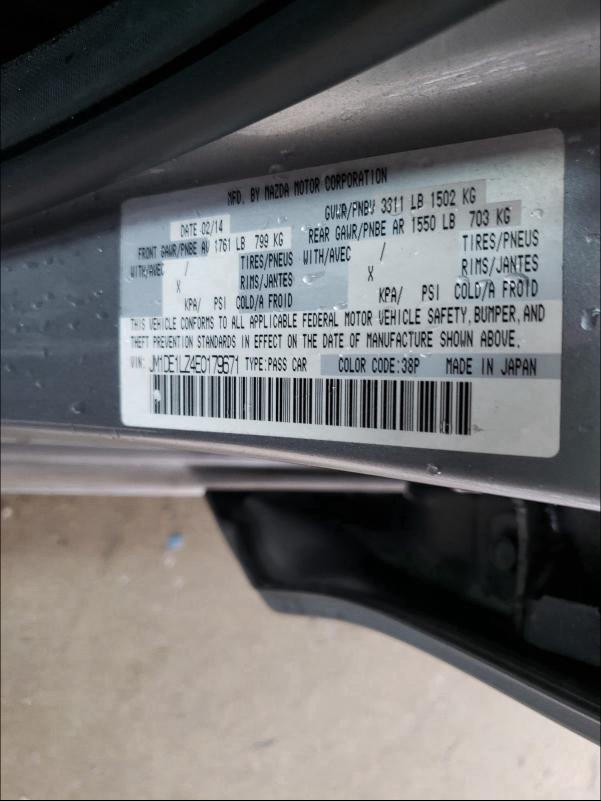 MFD. BY MAZDA MOTOR CORPORATION
DATE 02/14 GVWR/PNBV 3311 LB 1502 KG
FRONT GAWR/PNBE AV 1761 LB 799 KG REAR GAWR/PNBE AR 1550 LB 703 KG
WITH/AVEC / TIRES/PNEUS WITH/AVEC / TIRES/PNEUS
X RIMS/JANTES X RIMS/JANTES
KPA/ PSI COLD/A FROID KPA/ PSI COLD/A FROID
THIS VEHICLE CONFORMS TO ALL APPLICABLE FEDERAL MOTOR VEHICLE SAFETY, BUMPER, AND
THEFT PREVENTION STANDARDS IN EFFECT ON THE DATE OF MANUFACTURE SHOWN ABOVE.
VIN: JM1DE1LZ4E0179671 TYPE:PASS CAR COLOR CODE:38P MADE IN JAPAN